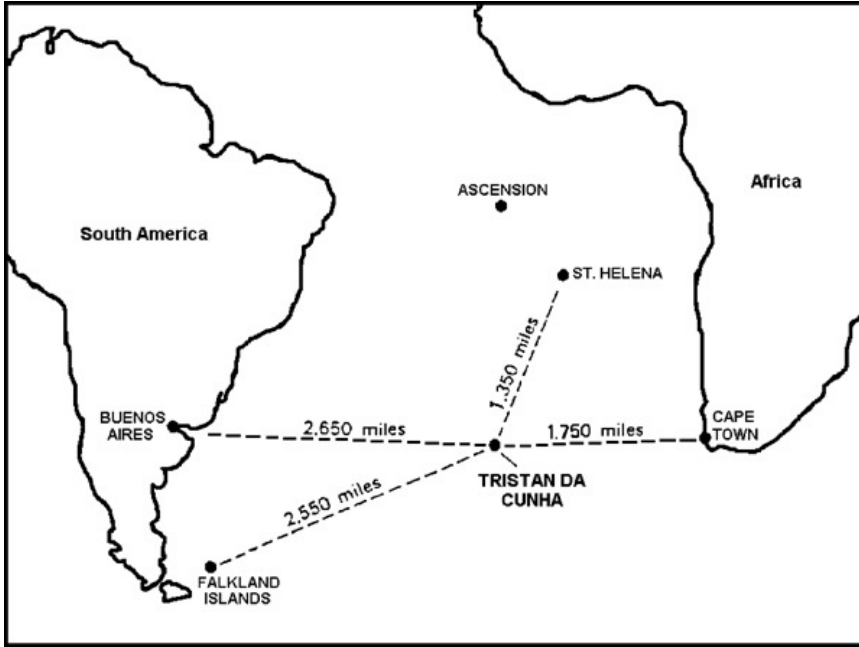 Africa
ASCENSION
South America
ST. HELENA
1.350 miles
BUENOS
AIRES
2.650 miles
1.750 miles
CAPE
TOWN
TRISTAN DA
CUNHA
2.550 miles
FALKLAND
ISLANDS